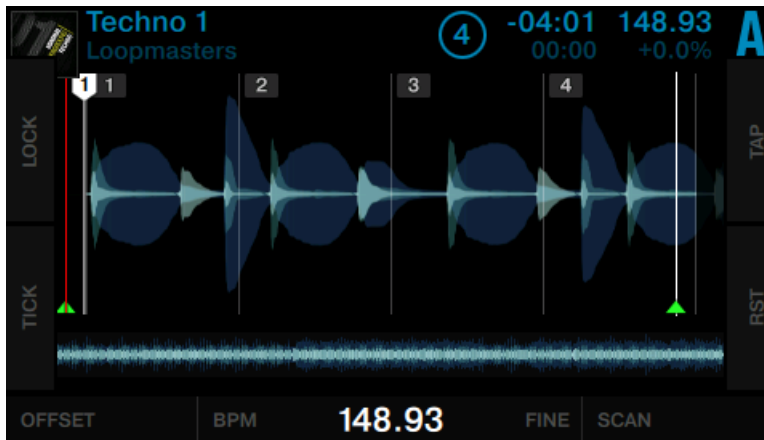 Techno 1
Loopmasters
4
-04:01
148.93
A
00:00
+0.0%
LOCK
TAP
1
1
2
3
4
TICK
RST
OFFSET
BPM
148.93
FINE
SCAN